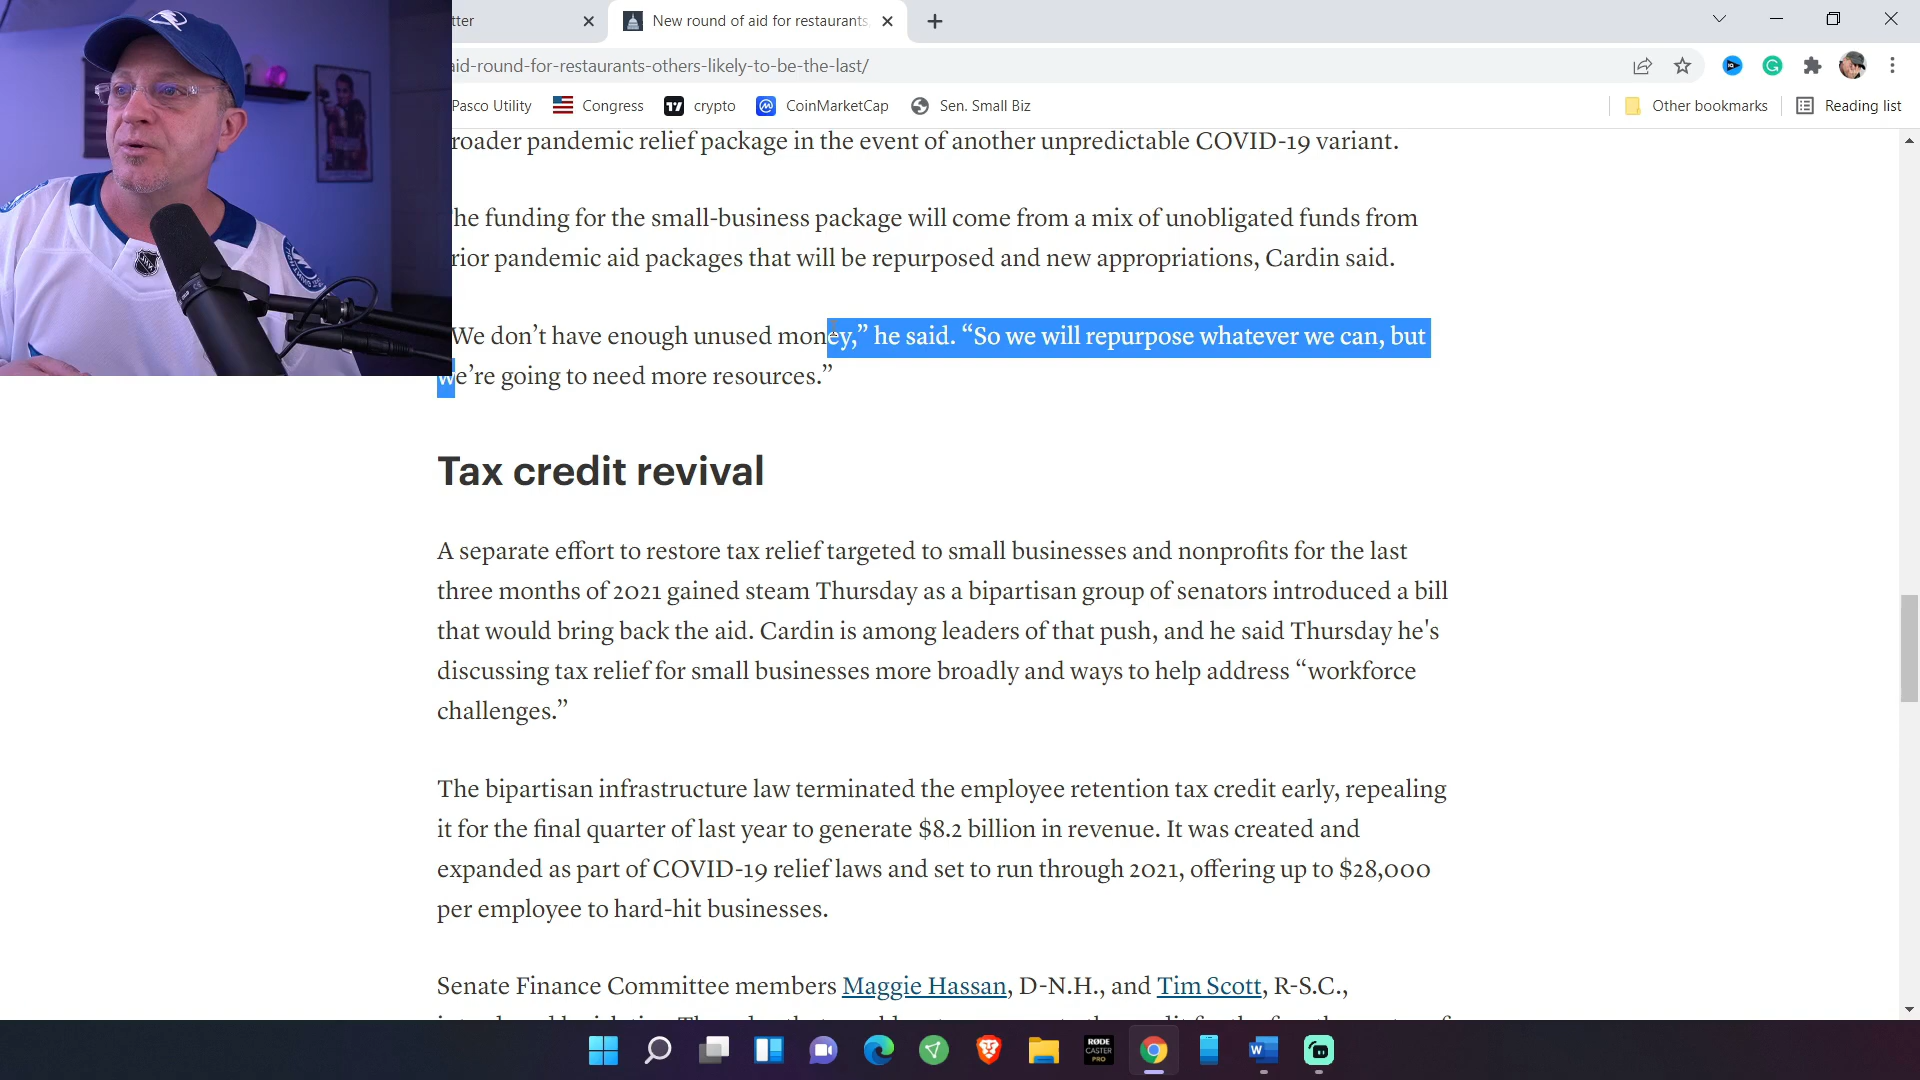 tter
New round of aid for restaurants
aid-round-for-restaurants-others-likely-to-be-the-last/
Pasco Utility Congress crypto CoinMarketCap Sen. Small Biz Other bookmarks Reading list
roader pandemic relief package in the event of another unpredictable COVID-19 variant.
he funding for the small-business package will come from a mix of unobligated funds from
rior pandemic aid packages that will be repurposed and new appropriations, Cardin said.
We don’t have enough unused money,” he said. “So we will repurpose whatever we can, but
we’re going to need more resources.”
Tax credit revival
A separate effort to restore tax relief targeted to small businesses and nonprofits for the last
three months of 2021 gained steam Thursday as a bipartisan group of senators introduced a bill
that would bring back the aid. Cardin is among leaders of that push, and he said Thursday he's
discussing tax relief for small businesses more broadly and ways to help address “workforce
challenges.”
The bipartisan infrastructure law terminated the employee retention tax credit early, repealing
it for the final quarter of last year to generate $8.2 billion in revenue. It was created and
expanded as part of COVID-19 relief laws and set to run through 2021, offering up to $28,000
per employee to hard-hit businesses.
Senate Finance Committee members Maggie Hassan, D-N.H., and Tim Scott, R-S.C.,
RØDE
CASTER
PRO